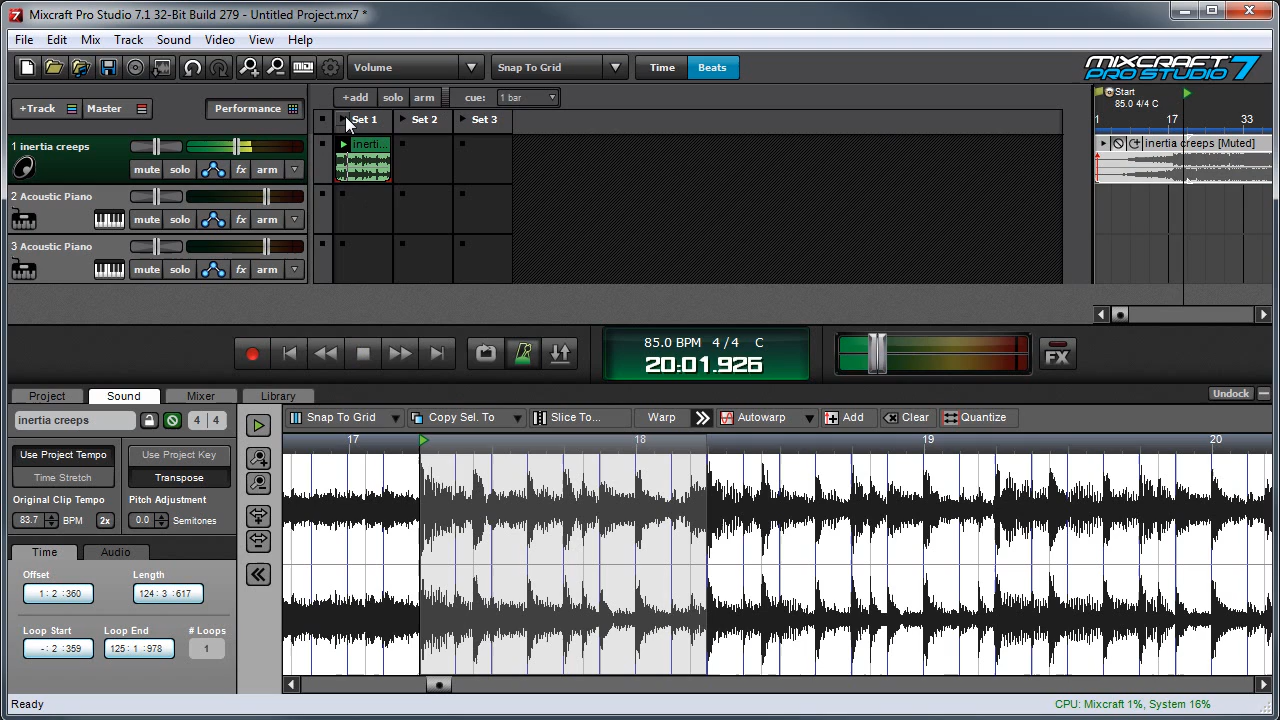 Mixcraft Pro Studio 7.1 32-Bit Build 279 - Untitled Project.mx7 *
File Edit Mix Track Sound Video View Help
Volume Snap To Grid Time Beats MIXCRAFT PRO STUDIO 7
+add solo arm cue: 1 bar
Start
85.0 4/4 C
+Track Master Performance
Set 1 Set 2 Set 3
1 17 33
1 inertia creeps
inerti...
inertia creeps [Muted]
mute solo fx arm
2 Acoustic Piano
mute solo fx arm
3 Acoustic Piano
mute solo fx arm
85.0 BPM 4 / 4 C
20:01.926
FX
Project Sound Mixer Library Undock
inertia creeps 4 4
Snap To Grid Copy Sel. To Slice To... Warp Autowarp Add Clear Quantize
17 18 19 20
Use Project Tempo Use Project Key
Time Stretch Transpose
Original Clip Tempo Pitch Adjustment
83.7 BPM 2x 0.0 Semitones
Time Audio
Offset Length
1: 2 :360 124: 3 :617
Loop Start Loop End # Loops
-: 2 :359 125: 1 :978 1
Ready CPU: Mixcraft 1%, System 16%